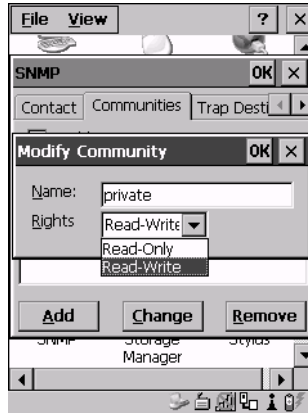 File View ? ×
SNMP OK ×
Contact Communities Trap Desti
Modify Community OK ×
Name: private
Rights Read-Write
Read-Only
Read-Write
Add Change Remove
SNMP Storage Stylus
Manager